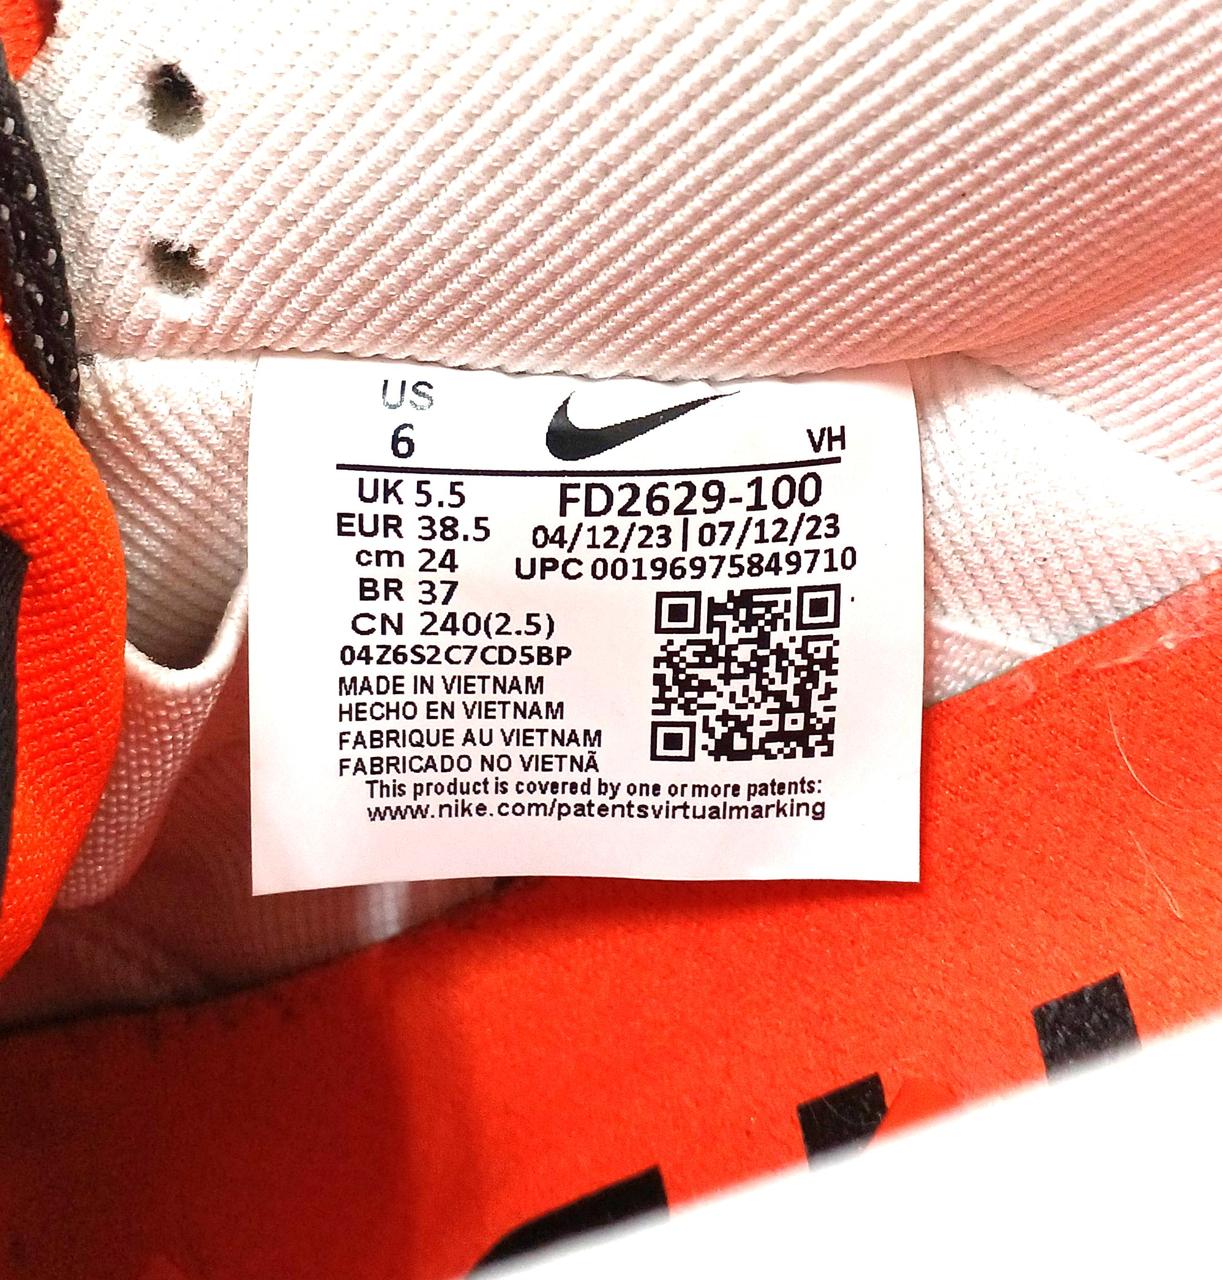 US
6
VH
UK 5.5
FD2629-100
EUR 38.5
04/12/23 | 07/12/23
cm 24
UPC 00196975849710
BR 37
CN 240(2.5)
04Z6S2C7CD5BP
MADE IN VIETNAM
HECHO EN VIETNAM
FABRIQUE AU VIETNAM
FABRICADO NO VIETNÃ
This product is covered by one or more patents:
www.nike.com/patentsvirtualmarking